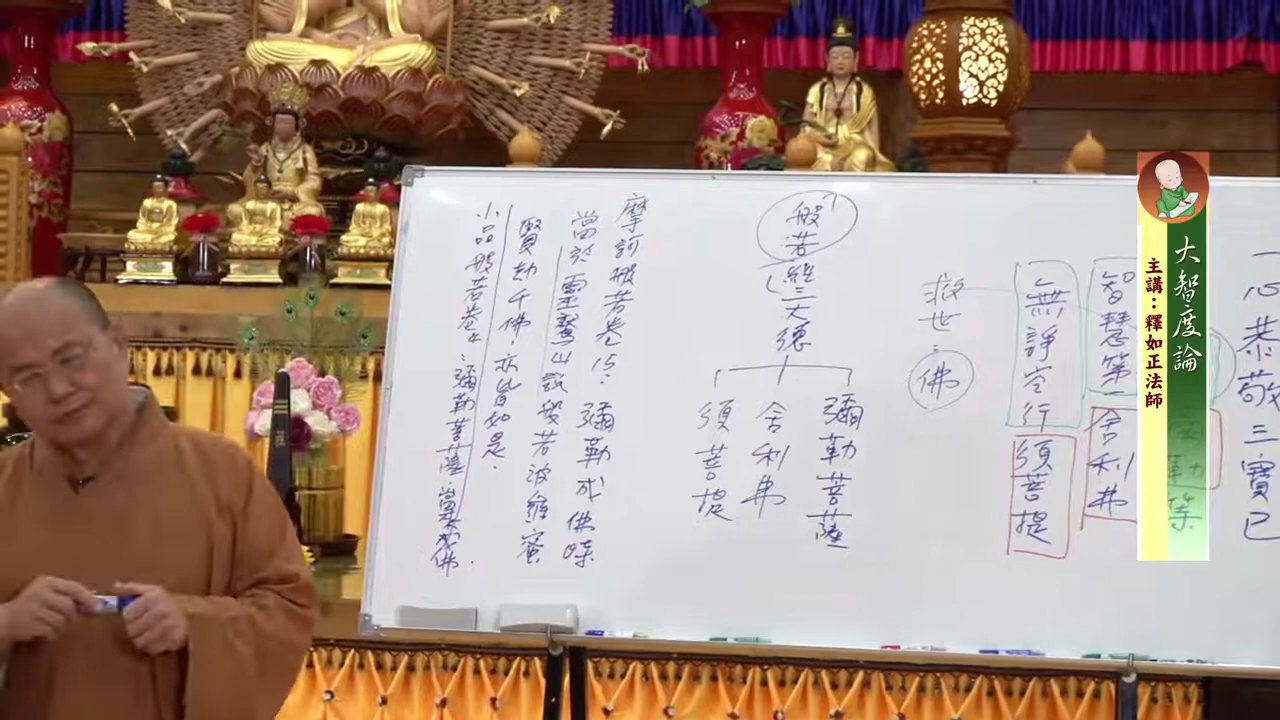 一心恭敬三寶已
大智度論
主講：釋如正法師
智慧第一
舍利弗
無諍空行
須菩提
救世：佛
般若經三大德
彌勒菩薩
舍利弗
須菩提
摩訶般若卷15：彌勒成佛時
當於靈鷲山說般若波羅蜜
賢劫千佛，亦皆如是．
小品般若卷4：彌勒菩薩．當來成佛．